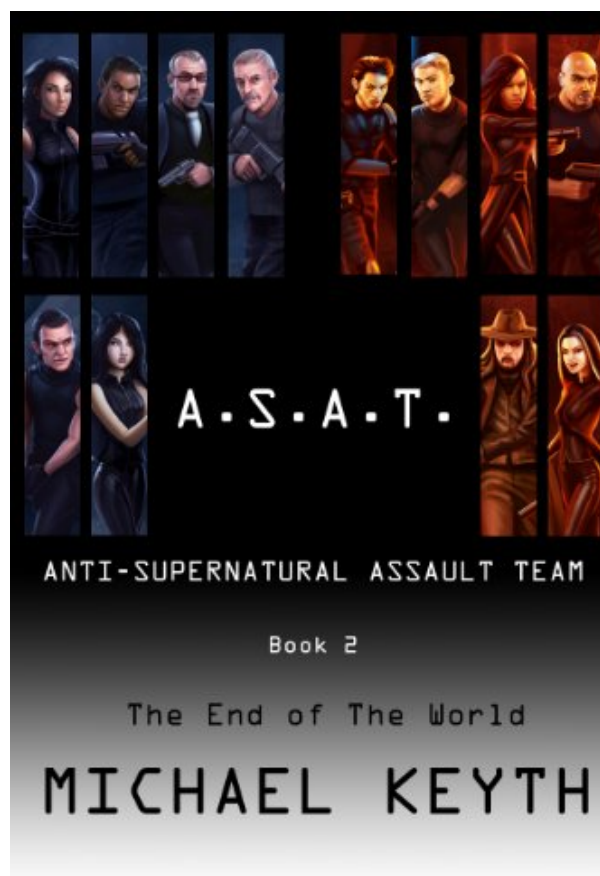 A.S.A.T.
ANTI-SUPERNATURAL ASSAULT TEAM
Book 2
The End of The World
MICHAEL KEYTH